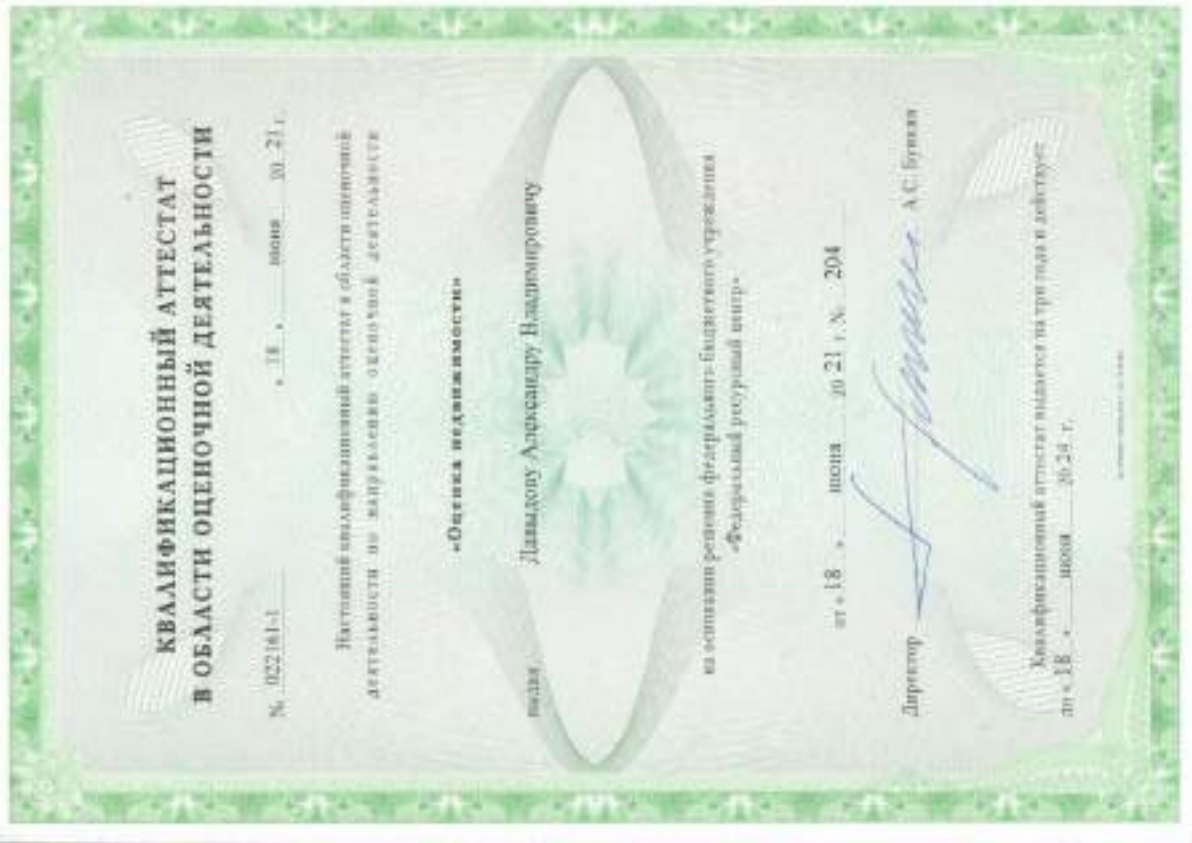 КВАЛИФИКАЦИОННЫЙ АТТЕСТАТ
В ОБЛАСТИ ОЦЕНОЧНОЙ ДЕЯТЕЛЬНОСТИ
№ 022161-1 « 18 » июня 20 21 г.
Настоящий квалификационный аттестат в области оценочной
деятельности по направлению оценочной деятельности
«Оценка недвижимости»
выдан Давыдову Александру Владимировичу
на основании решения федерального бюджетного учреждения
«Федеральный ресурсный центр»
от « 18 » июня 20 21 г. № 204
Директор А.С. Бункин
Квалификационный аттестат выдается на три года и действует
до « 18 » июня 20 24 г.